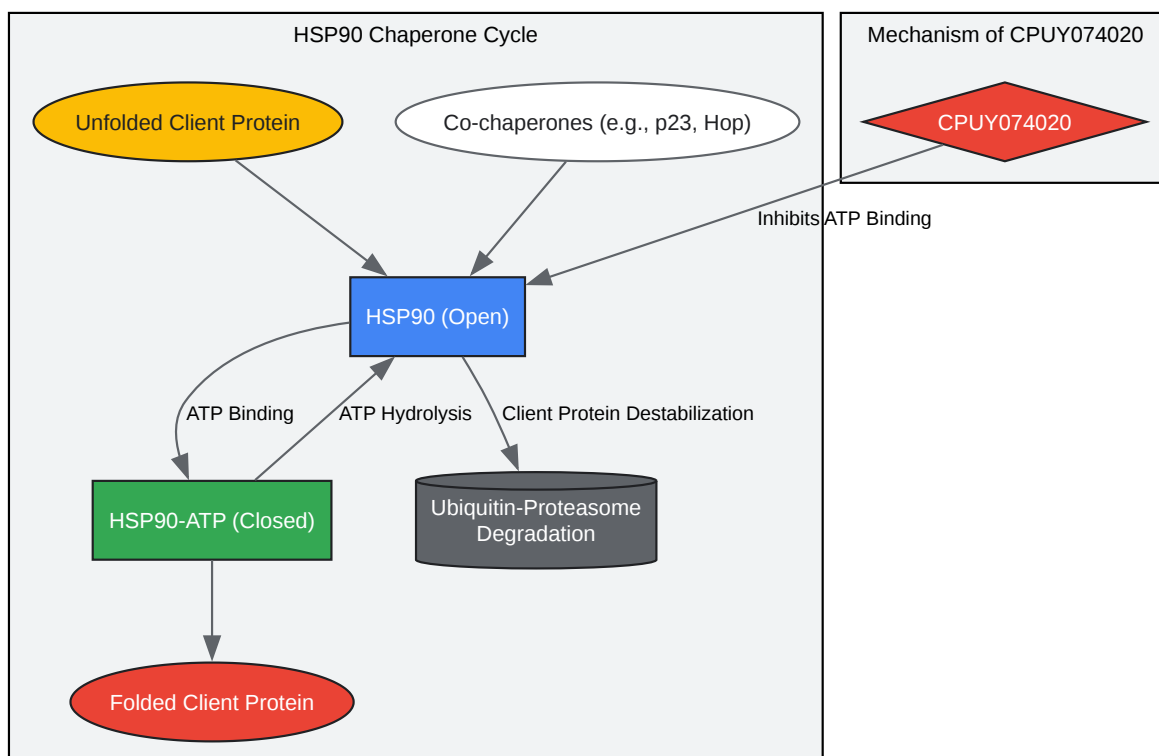 HSP90 Chaperone Cycle
Mechanism of CPUY074020
Unfolded Client Protein
Co-chaperones (e.g., p23, Hop)
CPUY074020
Inhibits ATP Binding
HSP90 (Open)
ATP Binding
ATP Hydrolysis
Client Protein Destabilization
HSP90-ATP (Closed)
Ubiquitin-Proteasome
Degradation
Folded Client Protein